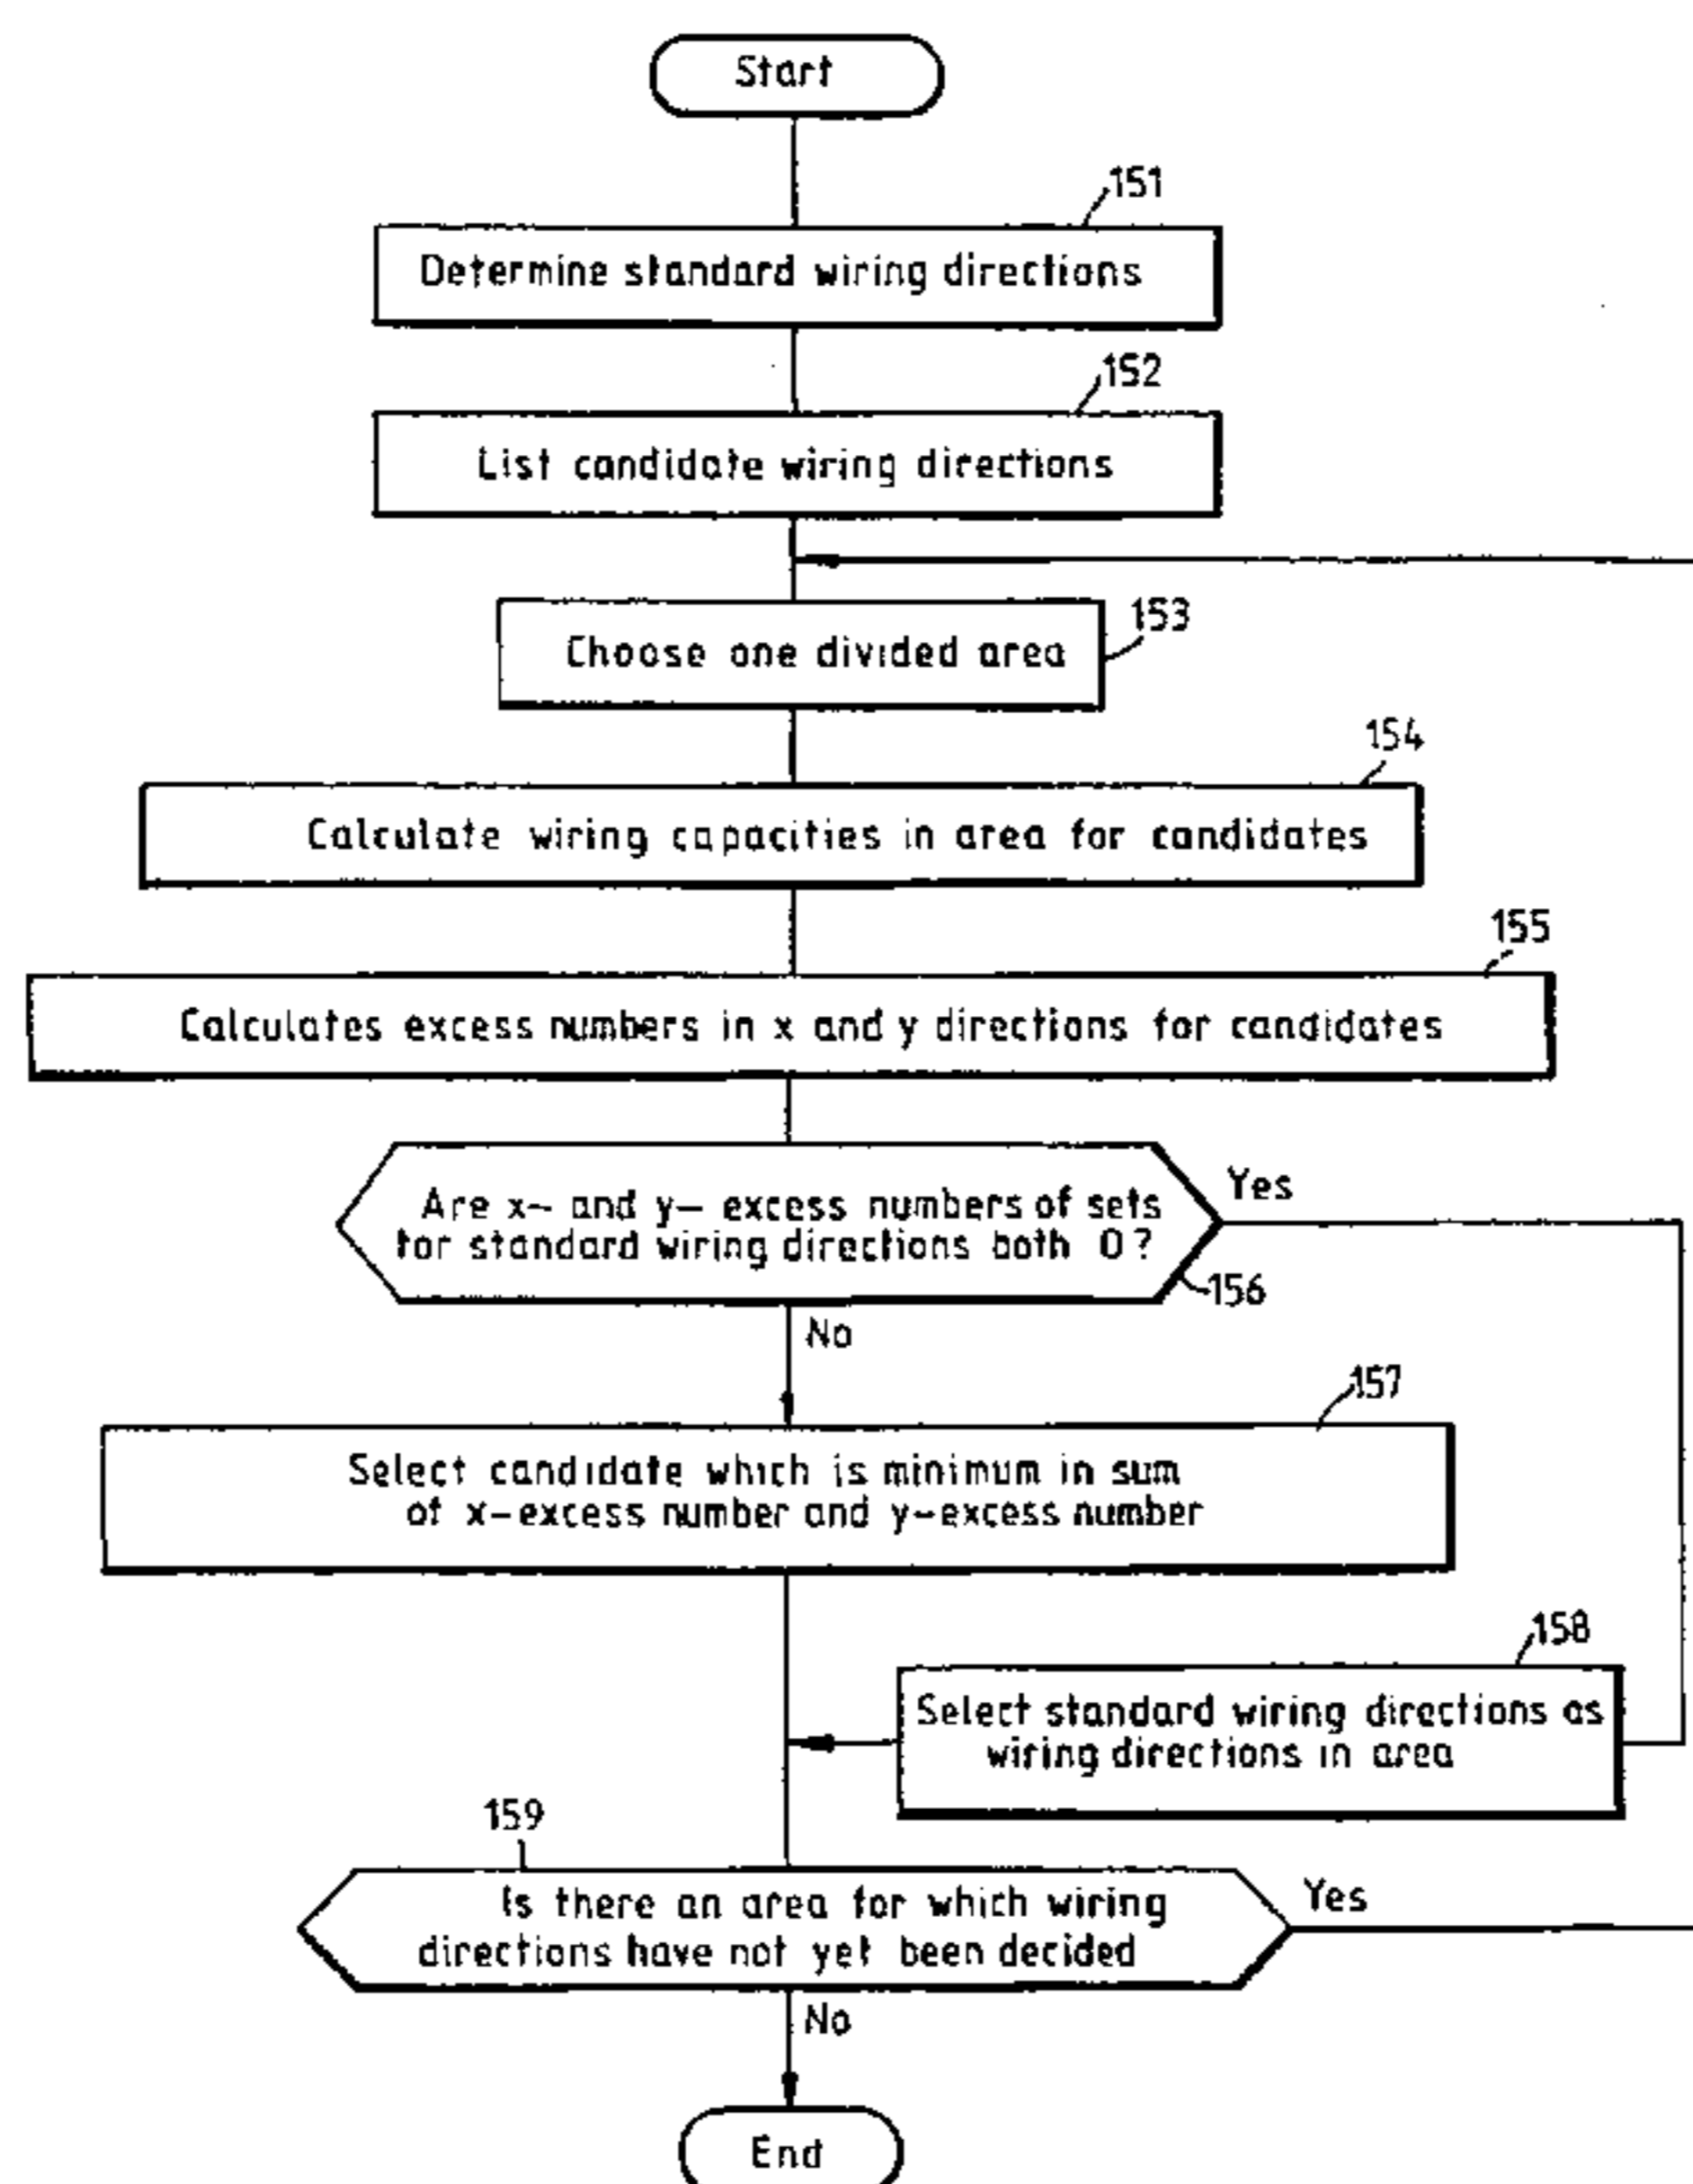 Start
151
Determine standard wiring directions
152
List candidate wiring directions
153
Choose one divided area
154
Calculate wiring capacities in area for candidates
155
Calculates excess numbers in x and y directions for candidates
Are x- and y- excess numbers of sets
for standard wiring directions both 0?
Yes
156
No
157
Select candidate which is minimum in sum
of x-excess number and y-excess number
158
Select standard wiring directions as
wiring directions in area
159
Is there an area for which wiring
directions have not yet been decided
Yes
No
End